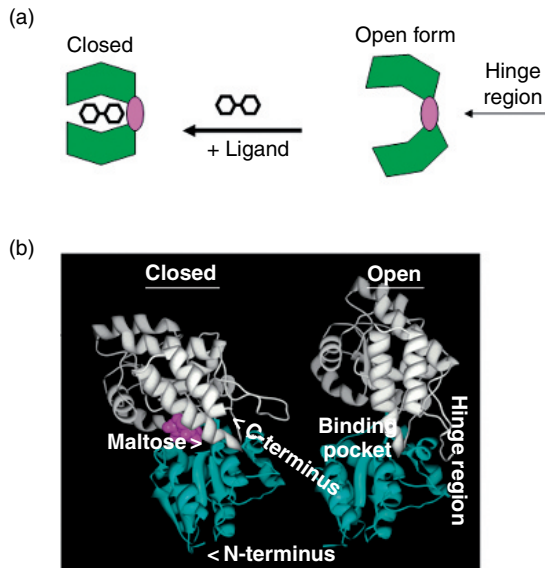 (a)
Closed
Open form
Hinge
region
+ Ligand
(b)
Closed
Open
Maltose >
< C-terminus
Binding
pocket
Hinge region
< N-terminus